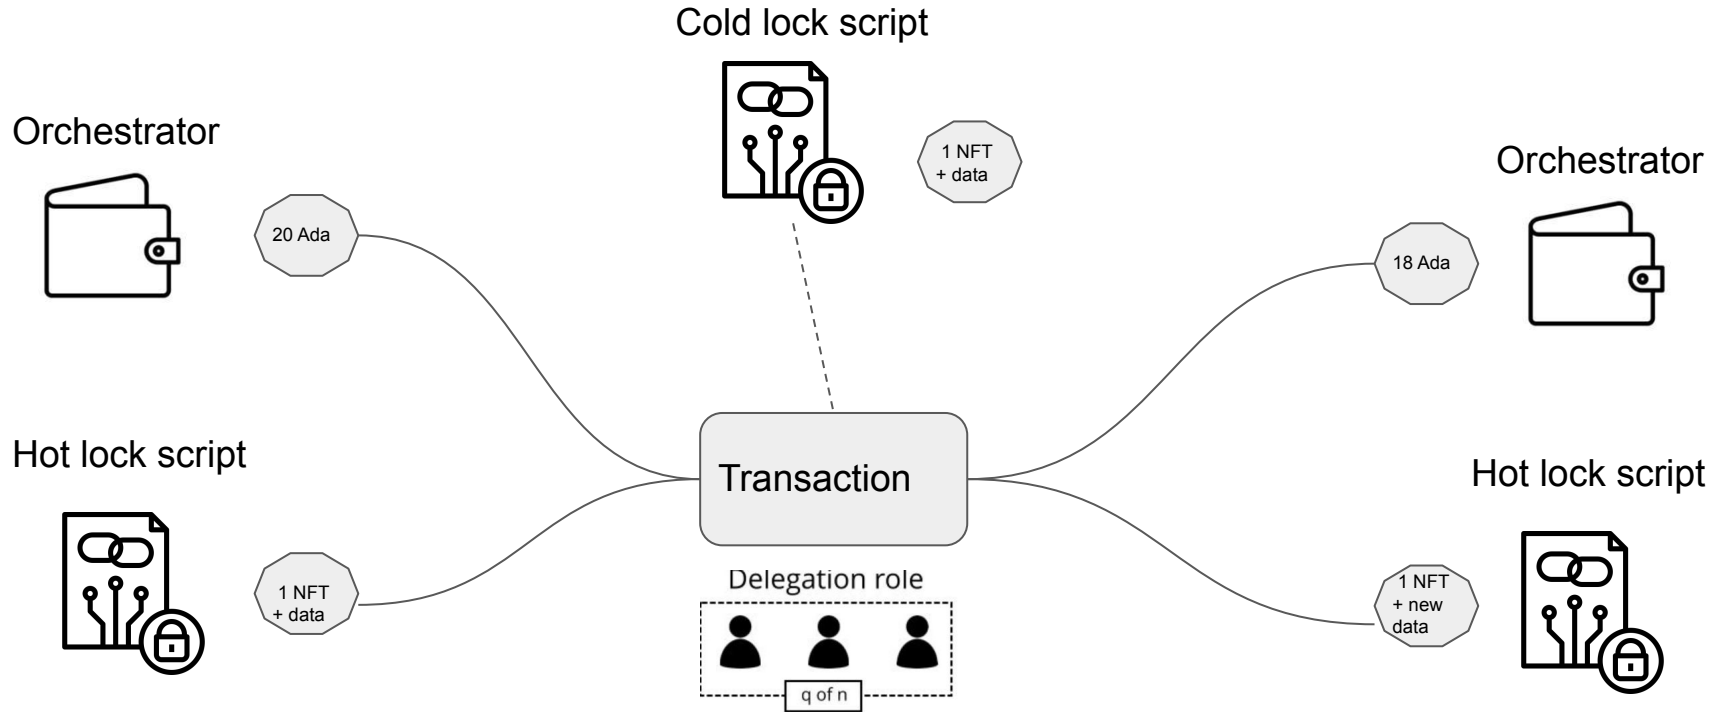 Cold lock script
1 NFT
+ data
Orchestrator
20 Ada
Orchestrator
18 Ada
Hot lock script
1 NFT
+ data
Transaction
Delegation role
q of n
Hot lock script
1 NFT
+ new
data